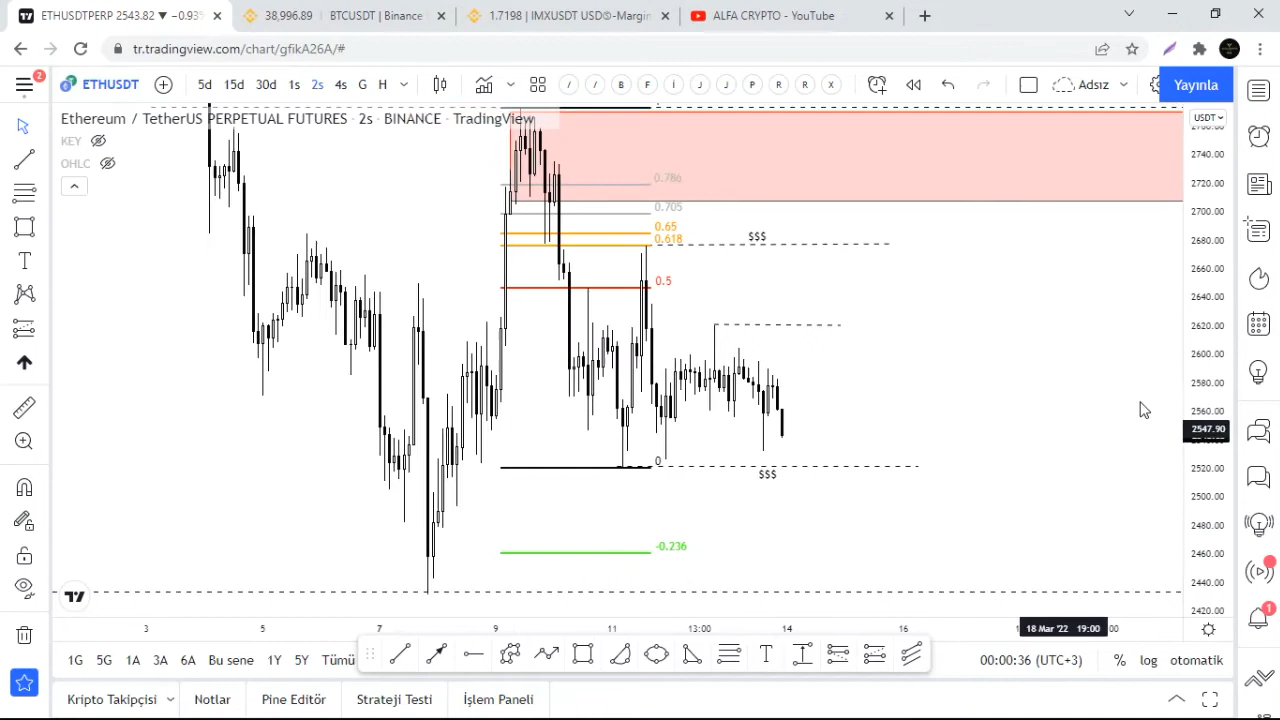 ETHUSDTPERP 2543.82 ▼ −0.93
38,996.89 BTCUSDT | Binance
1.7198 | IMXUSDT USD®-Margin
ALFA CRYPTO - YouTube
tr.tradingview.com/chart/gfikA26A/#
2
ETHUSDT
5d 15d 30d 1s 2s 4s G H
B F İ J J P R R X
Adsız
Yayınla
Ethereum / TetherUS PERPETUAL FUTURES · 2s · BINANCE · TradingView
KEY
OHLC
USDT
2740.00
2720.00
2700.00
2680.00
2660.00
2640.00
2620.00
2600.00
2580.00
2560.00
2547.90
2520.00
2500.00
2480.00
2460.00
2440.00
2420.00
0.786
0.705
0.65
0.618
0.5
0
-0.236
$$$
$$$
3 5 7 9 11 13:00 14 16 18 Mar '22 19:00 :00
1G 5G 1A 3A 6A Bu sene 1Y 5Y Tümü
T
00:00:36 (UTC+3) % log otomatik
Kripto Takipçisi Notlar Pine Editör Strateji Testi İşlem Paneli
1